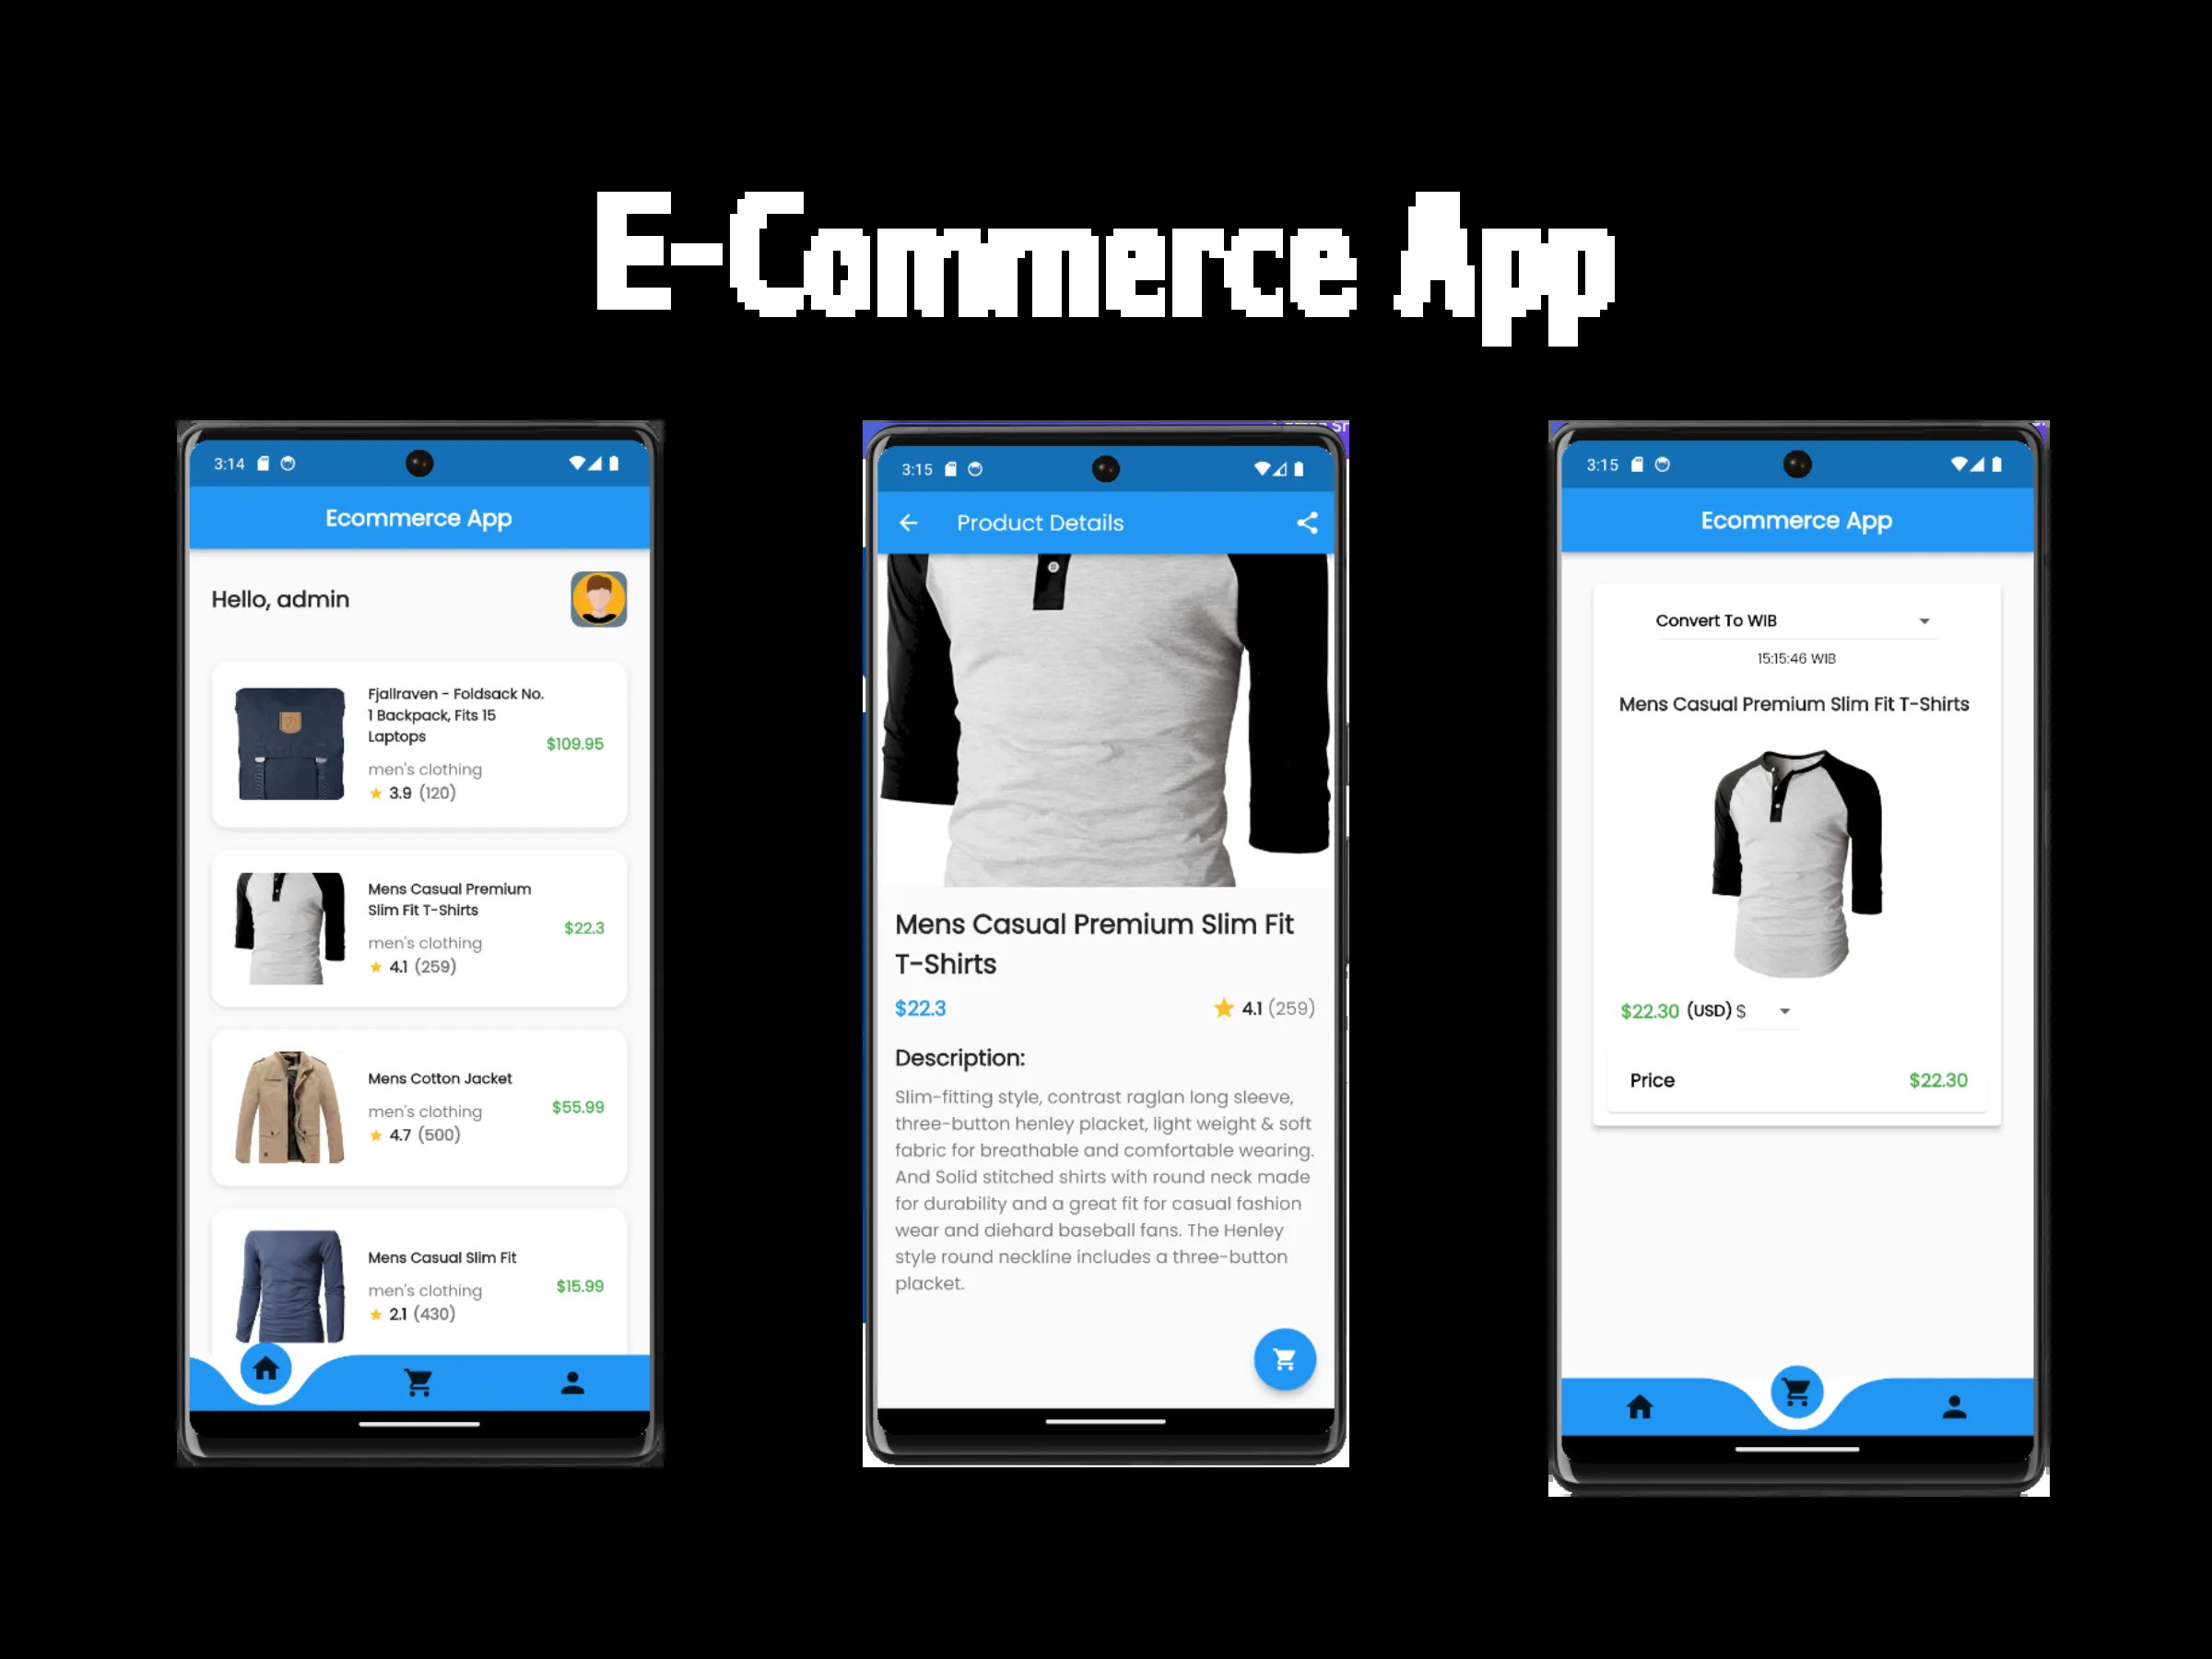 E-Commerce App
3:14
Ecommerce App
Hello, admin
Fjallraven - Foldsack No.
1 Backpack, Fits 15
Laptops
$109.95
men's clothing
3.9 (120)
Mens Casual Premium
Slim Fit T-Shirts
$22.3
men's clothing
4.1 (259)
Mens Cotton Jacket
$55.99
men's clothing
4.7 (500)
Mens Casual Slim Fit
$15.99
men's clothing
2.1 (430)
3:15
Product Details
Mens Casual Premium Slim Fit
T-Shirts
$22.3
4.1 (259)
Description:
Slim-fitting style, contrast raglan long sleeve,
three-button henley placket, light weight & soft
fabric for breathable and comfortable wearing.
And Solid stitched shirts with round neck made
for durability and a great fit for casual fashion
wear and diehard baseball fans. The Henley
style round neckline includes a three-button
placket.
3:15
Ecommerce App
Convert To WIB
15:15:46 WIB
Mens Casual Premium Slim Fit T-Shirts
$22.30 (USD) $
Price
$22.30